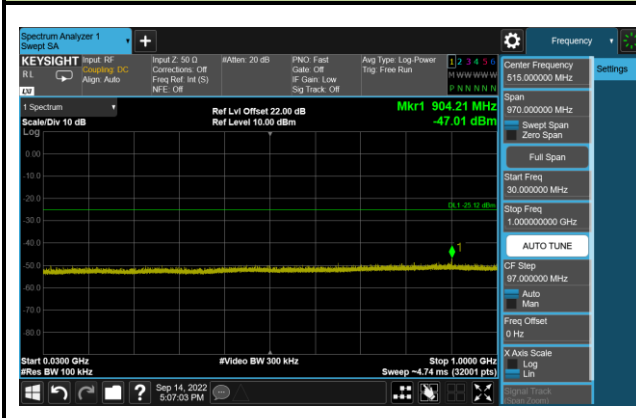 Spectrum Analyzer 1
Swept SA
+
Frequency
KEYSIGHT
RL
LW
Input: RF
Coupling: DC
Align: Auto
Input Z: 50 Ω
Corrections: Off
Freq Ref: Int (S)
NFE: Off
#Atten: 20 dB
PNO: Fast
Gate: Off
IF Gain: Low
Sig Track: Off
Avg Type: Log-Power
Trig: Free Run
1 2 3 4 5 6
M W W W W W
P N N N N N
1 Spectrum
Scale/Div 10 dB
Log
Ref Lvl Offset 22.00 dB
Ref Level 10.00 dBm
Mkr1 904.21 MHz
-47.01 dBm
0.00
-10.0
-20.0
-30.0
-40.0
-50.0
-60.0
-70.0
-80.0
DL1 -25.12 dBm
1
Start 0.0300 GHz
#Res BW 100 kHz
#Video BW 300 kHz
Stop 1.0000 GHz
Sweep ~4.74 ms (32001 pts)
Sep 14, 2022
5:07:03 PM
?
Center Frequency
515.000000 MHz
Settings
Span
970.000000 MHz
Swept Span
Zero Span
Full Span
Start Freq
30.000000 MHz
Stop Freq
1.000000000 GHz
AUTO TUNE
CF Step
97.000000 MHz
Auto
Man
Freq Offset
0 Hz
X Axis Scale
Log
Lin
Signal Track
(Span Zoom)